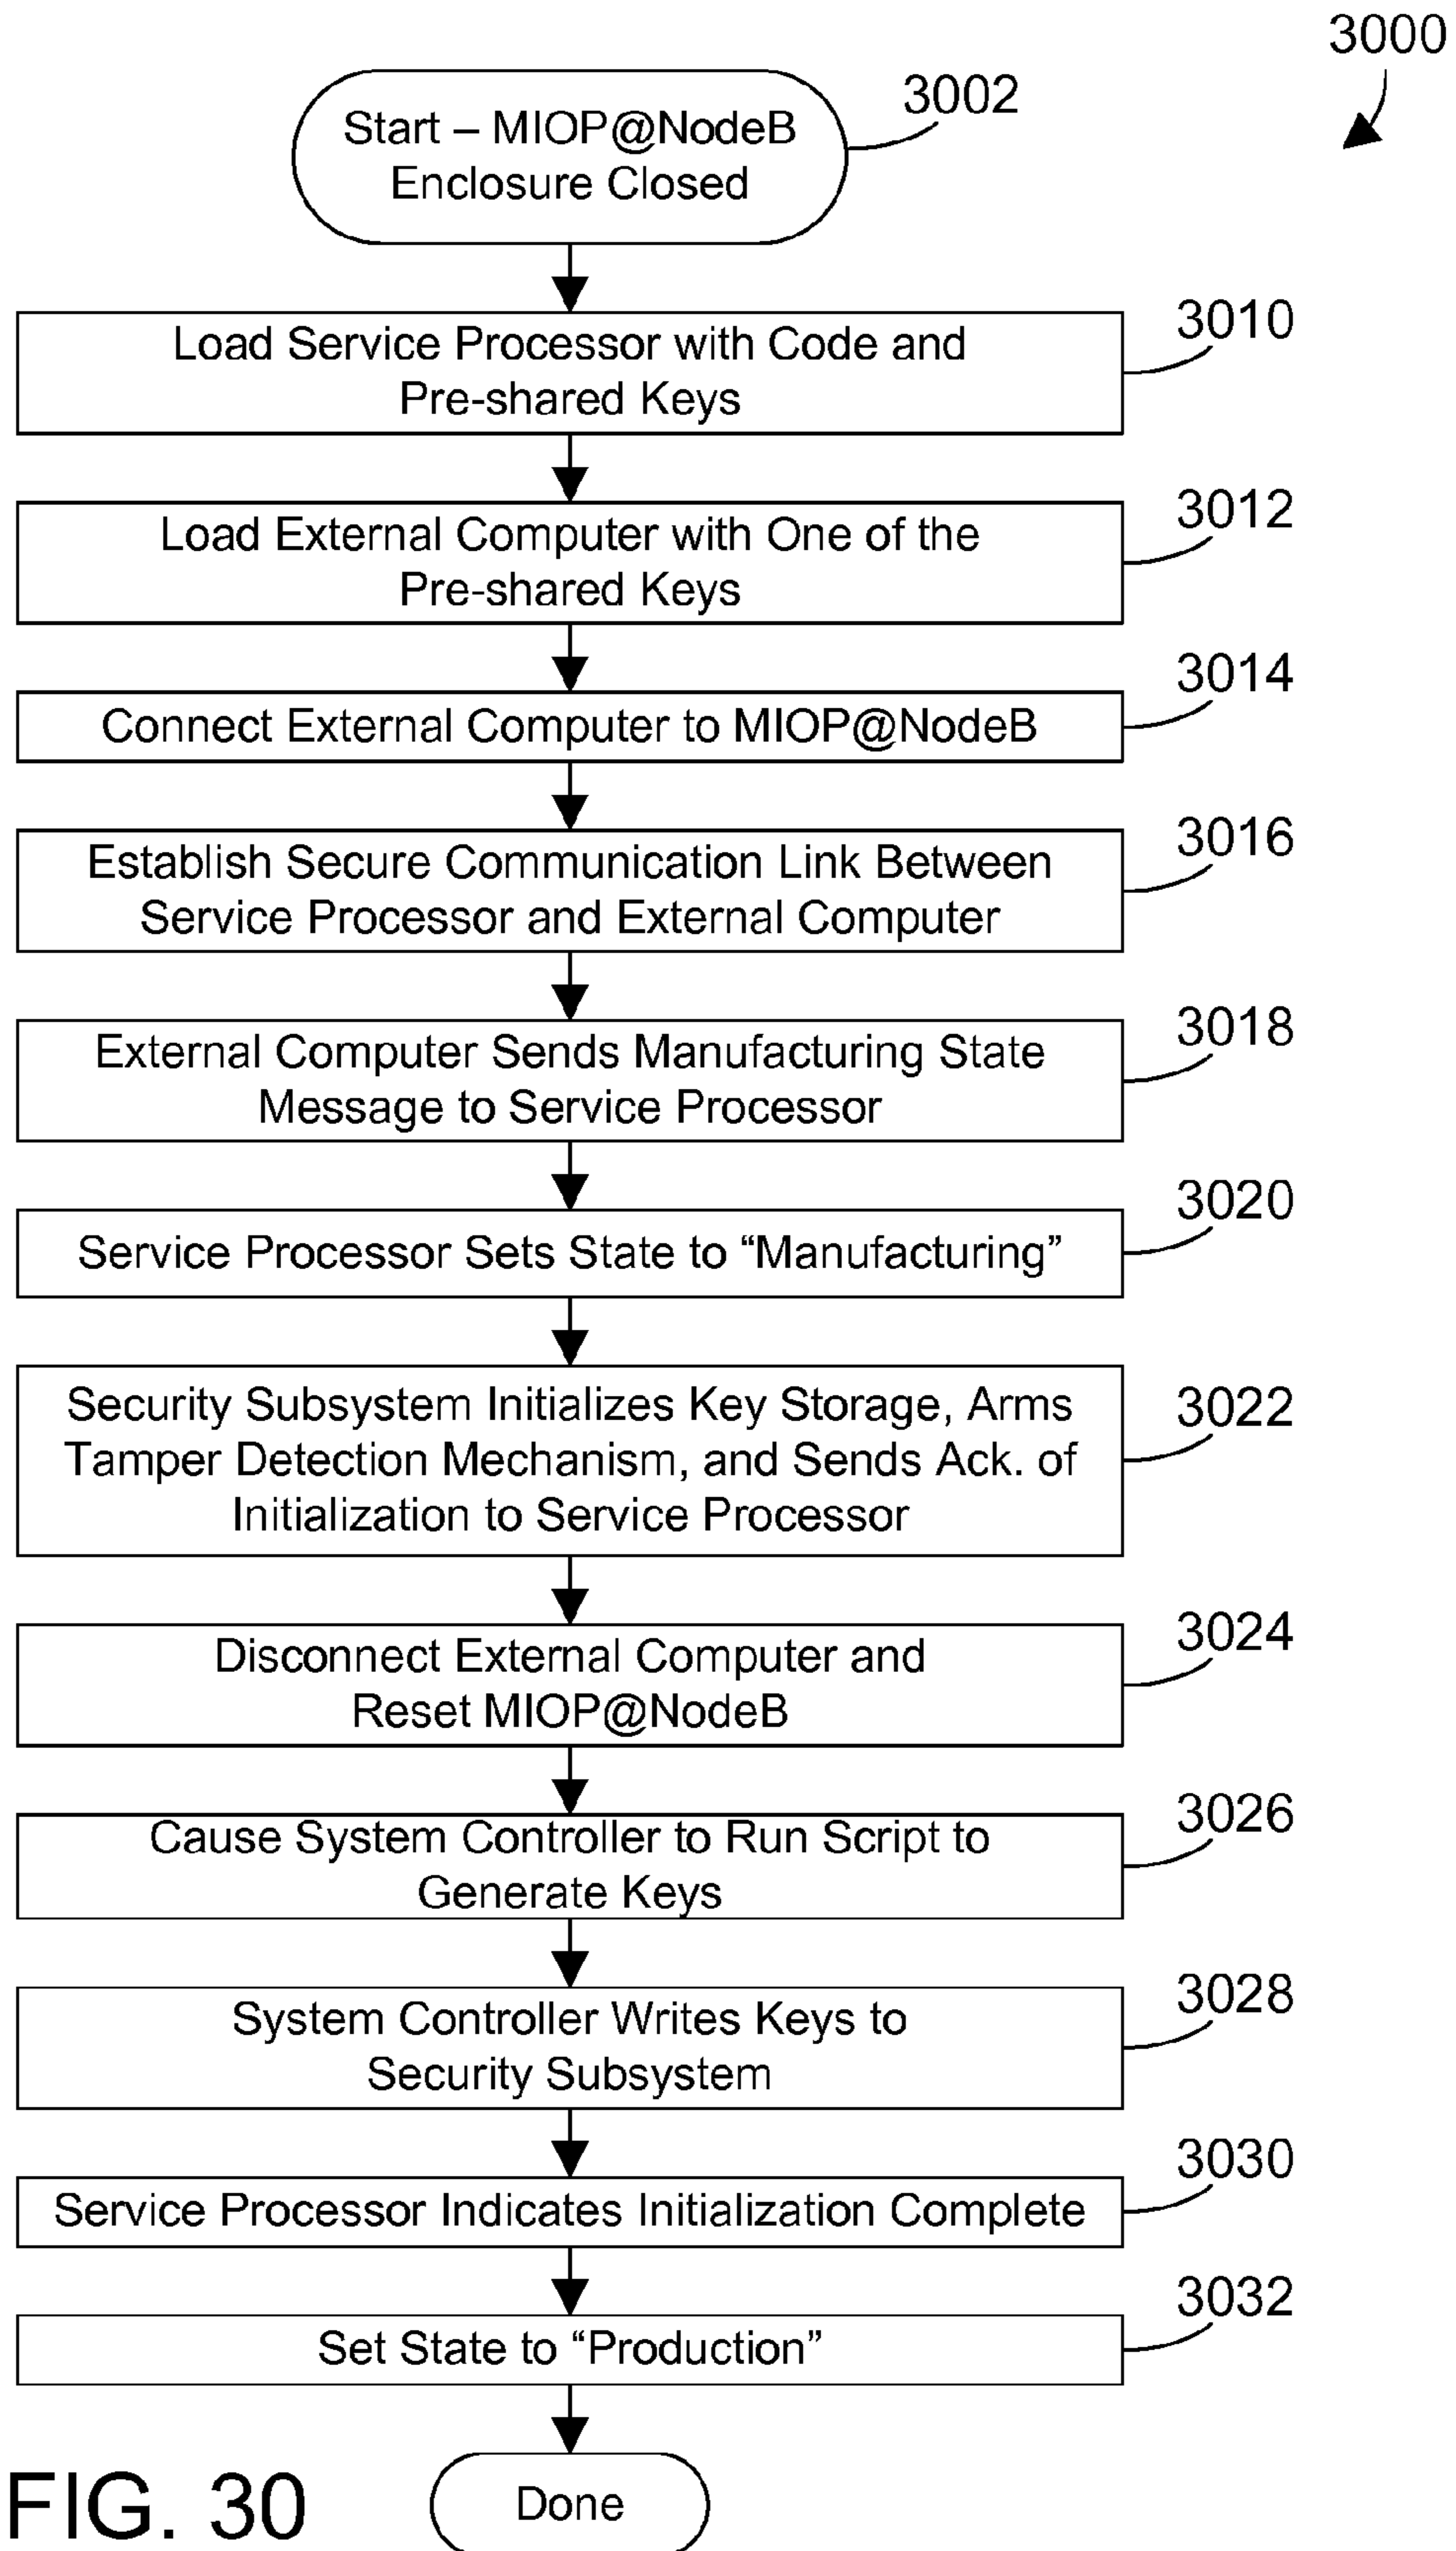 3000
Start – MIOP@NodeB
Enclosure Closed
3002
Load Service Processor with Code and
Pre-shared Keys
3010
Load External Computer with One of the
Pre-shared Keys
3012
Connect External Computer to MIOP@NodeB
3014
Establish Secure Communication Link Between
Service Processor and External Computer
3016
External Computer Sends Manufacturing State
Message to Service Processor
3018
Service Processor Sets State to “Manufacturing”
3020
Security Subsystem Initializes Key Storage, Arms
Tamper Detection Mechanism, and Sends Ack. of
Initialization to Service Processor
3022
Disconnect External Computer and
Reset MIOP@NodeB
3024
Cause System Controller to Run Script to
Generate Keys
3026
System Controller Writes Keys to
Security Subsystem
3028
Service Processor Indicates Initialization Complete
3030
Set State to “Production”
3032
Done
FIG. 30